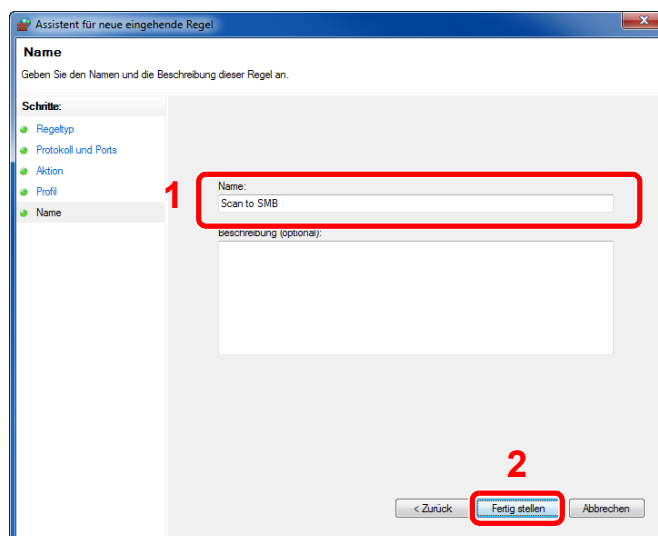 Assistent für neue eingehende Regel
Name
Geben Sie den Namen und die Beschreibung dieser Regel an.
Schritte:
Regeltyp
Protokoll und Ports
Aktion
Profil
Name
1
Name:
Scan to SMB
Beschreibung (optional):
2
< Zurück
Fertig stellen
Abbrechen